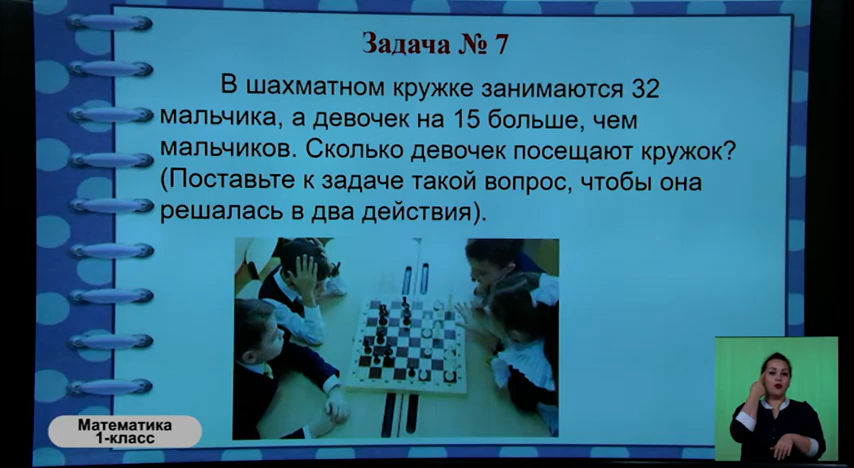 Задача № 7
В шахматном кружке занимаются 32
мальчика, а девочек на 15 больше, чем
мальчиков. Сколько девочек посещают кружок?
(Поставьте к задаче такой вопрос, чтобы она
решалась в два действия).
Математика
1-класс